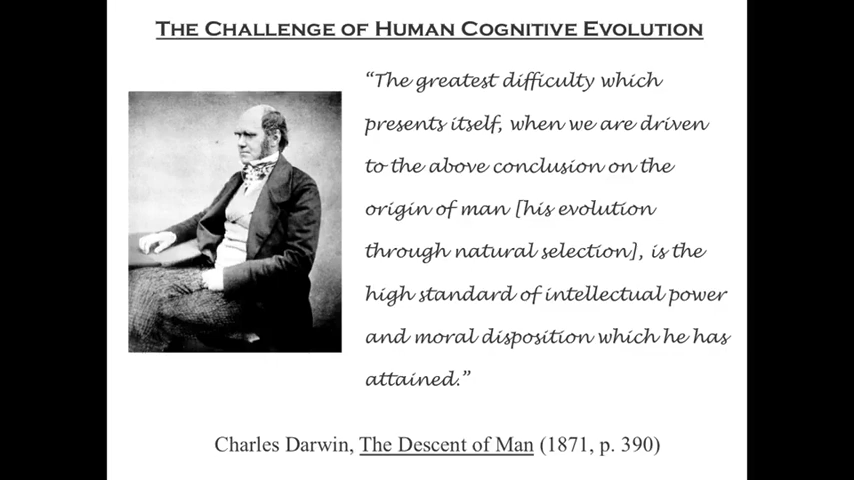 THE CHALLENGE OF HUMAN COGNITIVE EVOLUTION
“The greatest difficulty which
presents itself, when we are driven
to the above conclusion on the
origin of man [his evolution
through natural selection], is the
high standard of intellectual power
and moral disposition which he has
attained.”
Charles Darwin, The Descent of Man (1871, p. 390)